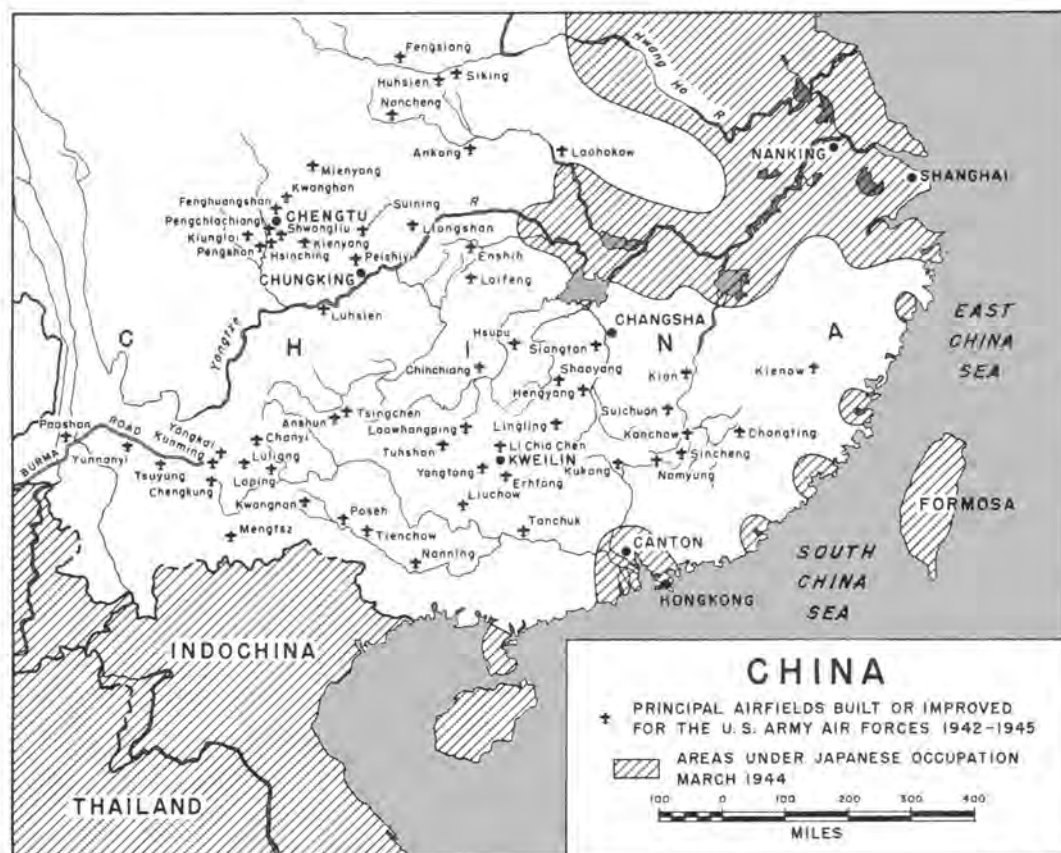 Fengsiang
Huhsien
Siking
Nancheng
Hwang Ho R
Ankang
Laohokow
NANKING
SHANGHAI
Mienyang
Kwanghan
Fenghuangshan
CHENGTU
Suining
R
Pengchiachiang
Shwangliu
Liangshan
Kiunglai
Kienyang
Pengshan
Hsinching
Peishiyi
Enshih
CHUNGKING
Laifeng
Luhsien
Yangtze
C
H
I
N
A
EAST
CHINA
SEA
CHANGSHA
Hsupu
Siangtan
Chihchiang
Shaoyang
Kian
Kienow
Hengyang
Tsingchen
Suichuan
Anshun
Laowhangping
Lingling
Kanchow
Changting
Paoshan
ROAD
Yangkai
Kunming
Chanyi
Tuhshan
Li Chia Chen
Sincheng
BURMA
Yunnanyi
Luliang
KWEILIN
Kukong
Namyung
Tsuyung
Loping
Yangtong
Erhtong
Chengkung
Kwangnan
Poseh
Liuchow
FORMOSA
Mengtsz
Tienchow
Tanchuk
Nanning
CANTON
SOUTH
CHINA
SEA
HONGKONG
INDOCHINA
THAILAND
CHINA
PRINCIPAL AIRFIELDS BUILT OR IMPROVED
FOR THE U.S. ARMY AIR FORCES 1942-1945
AREAS UNDER JAPANESE OCCUPATION
MARCH 1944
100 0 100 200 300 400
MILES